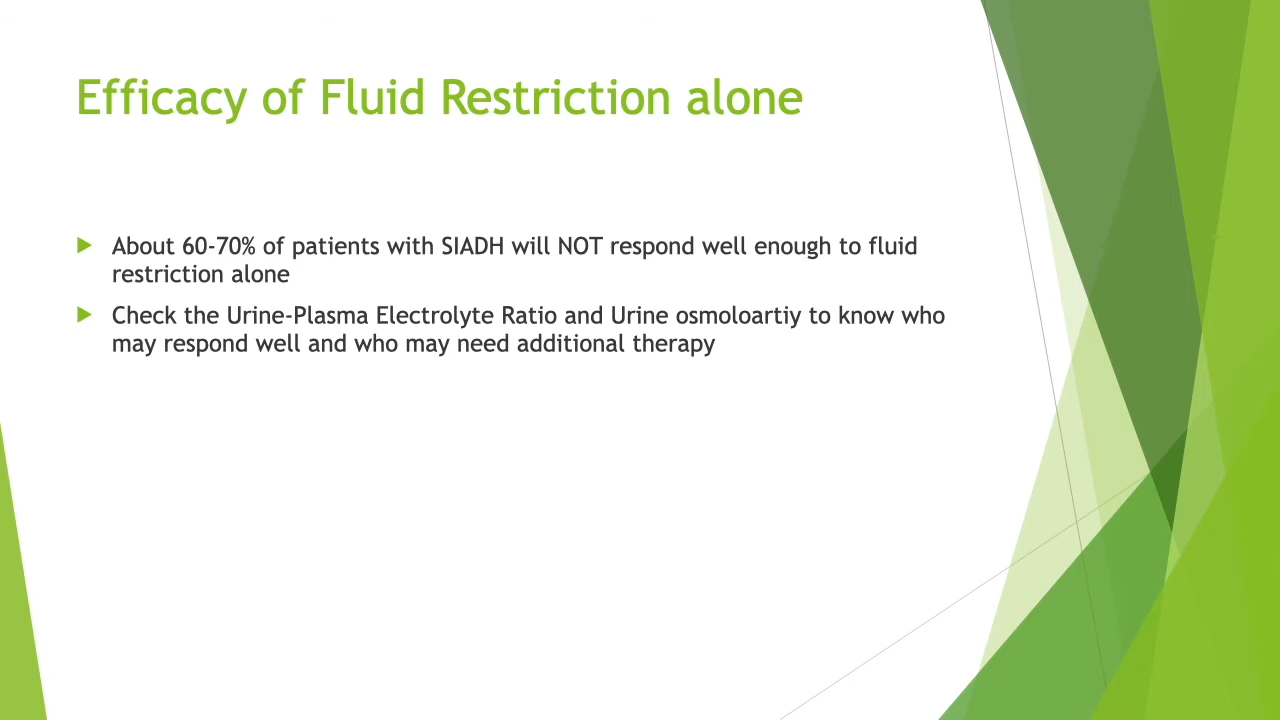 Efficacy of Fluid Restriction alone
About 60-70% of patients with SIADH will NOT respond well enough to fluid
restriction alone
Check the Urine-Plasma Electrolyte Ratio and Urine osmoloartiy to know who
may respond well and who may need additional therapy